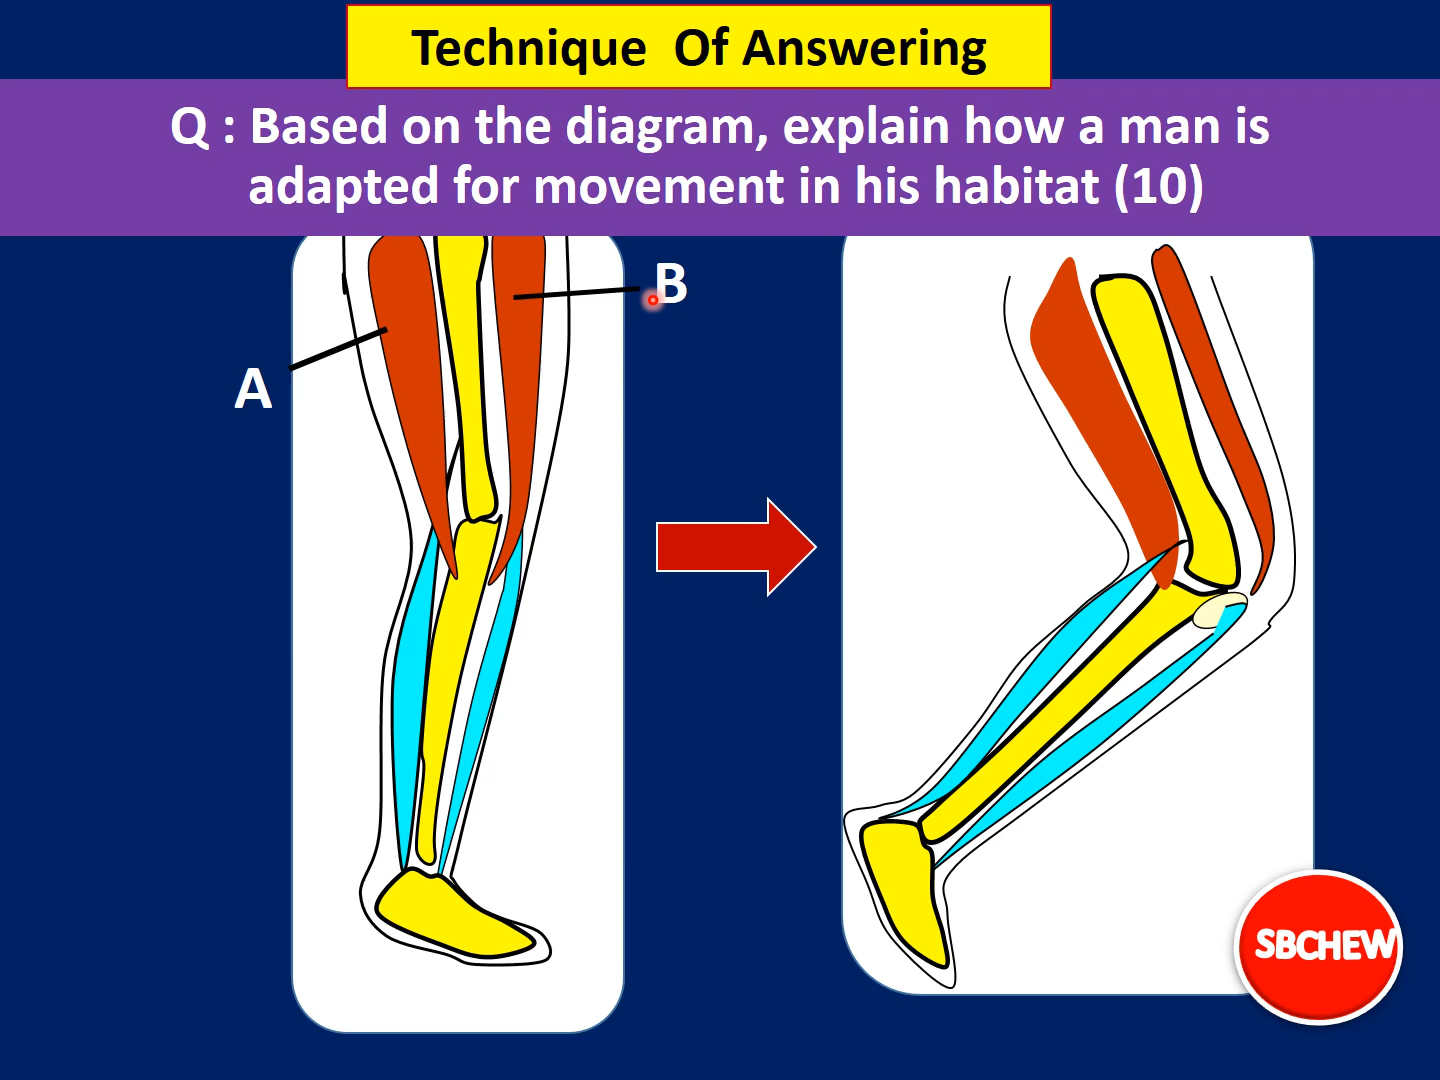 Technique Of Answering
Q : Based on the diagram, explain how a man is
adapted for movement in his habitat (10)
B
A
SBCHEW